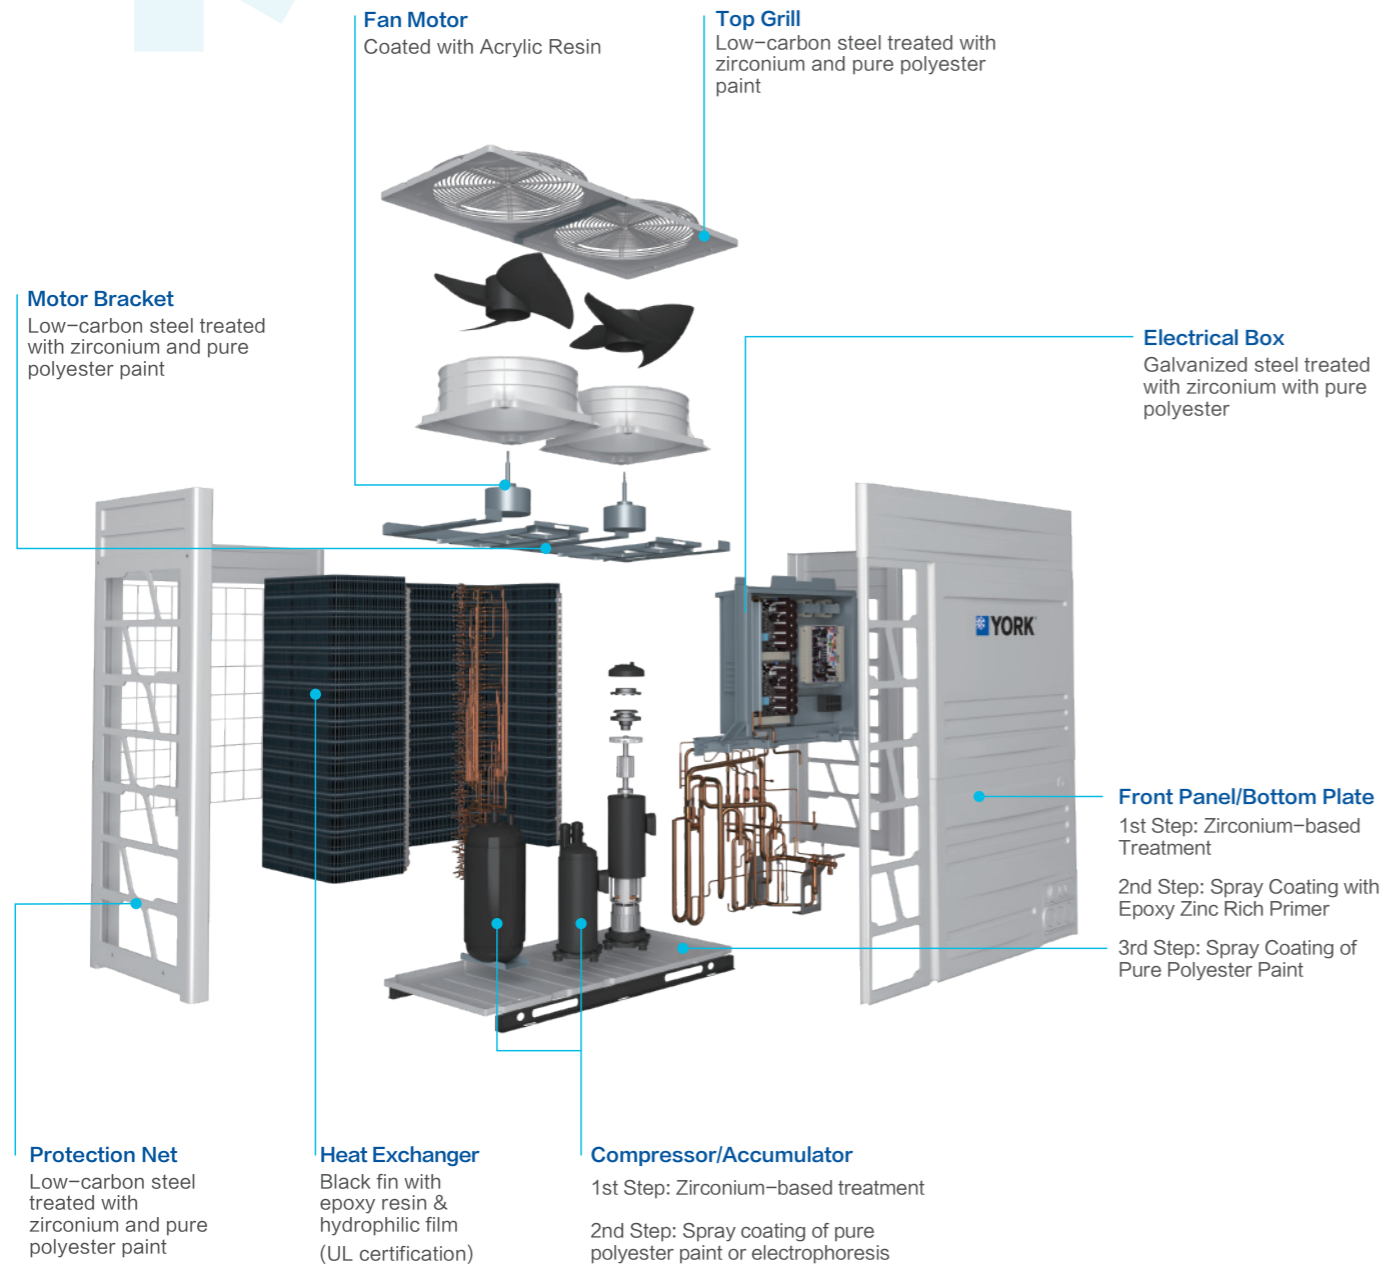 Fan Motor
Coated with Acrylic Resin
Top Grill
Low-carbon steel treated with
zirconium and pure polyester
paint
Motor Bracket
Low-carbon steel treated
with zirconium and pure
polyester paint
Electrical Box
Galvanized steel treated
with zirconium with pure
polyester
YORK
Front Panel/Bottom Plate
1st Step: Zirconium-based
Treatment
2nd Step: Spray Coating with
Epoxy Zinc Rich Primer
3rd Step: Spray Coating of
Pure Polyester Paint
Protection Net
Low-carbon steel
treated with
zirconium and pure
polyester paint
Heat Exchanger
Black fin with
epoxy resin &
hydrophilic film
(UL certification)
Compressor/Accumulator
1st Step: Zirconium-based treatment
2nd Step: Spray coating of pure
polyester paint or electrophoresis